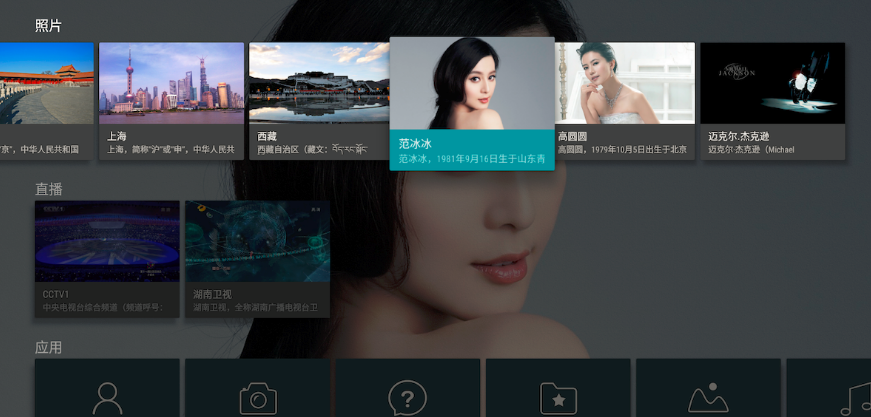 照片
京”，中华人民共和国
上海
上海，简称“沪”或“申”，中华人民共
西藏
西藏自治区（藏文：བོད་རང་སྐྱོང་
范冰冰
范冰冰，1981年9月16日生于山东青
高圆圆
高圆圆，1979年10月5日出生于北京
迈克尔·杰克逊
迈克尔·杰克逊（Michael
JACKSON
直播
CCTV1
中央电视台综合频道（频道呼号：
湖南卫视
湖南卫视，全称湖南广播电视台卫
应用